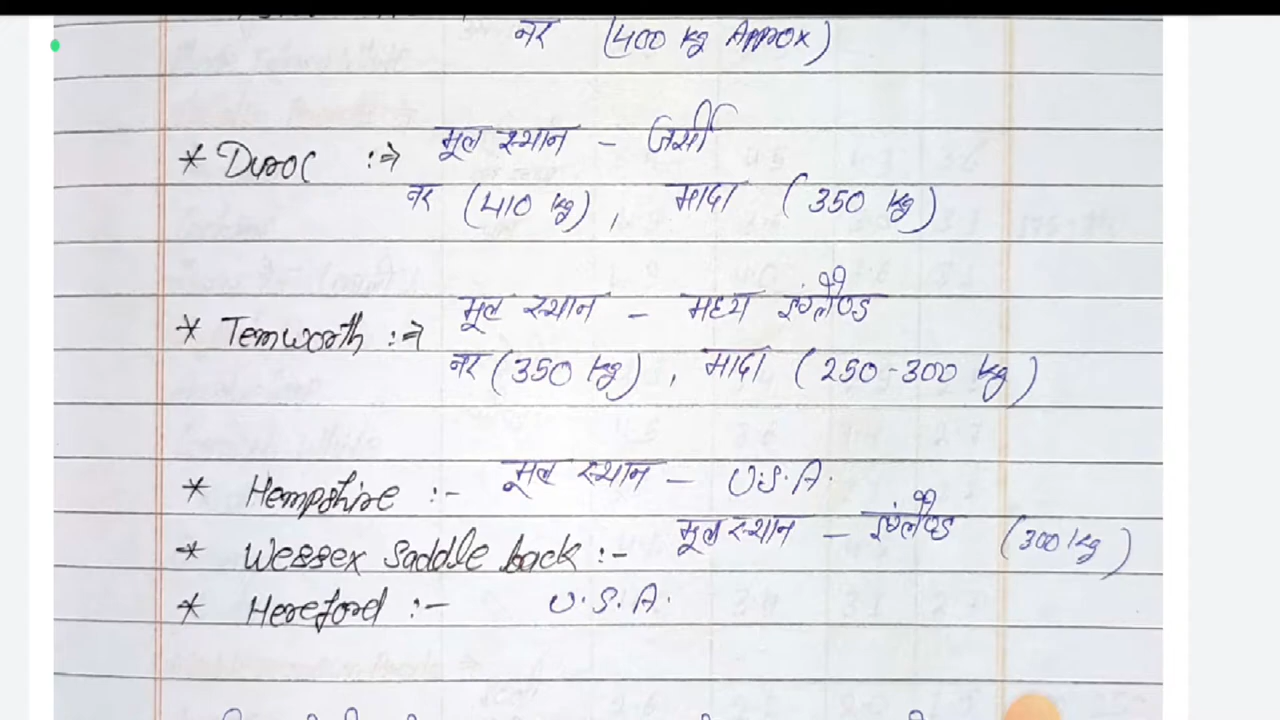 नर (400 kg Approx)
* Duroc :⇒ मूल स्थान – जर्सी
नर (410 kg), मादा (350 kg)
* Temworth :⇒ मूल स्थान – मध्य इंग्लैण्ड
नर (350 kg), मादा (250-300 kg)
* Hempshire :- मूल स्थान – U.S.A.
* Wessex Saddle back :- मूल स्थान – इंग्लैण्ड (300 kg)
* Hereford :- U.S.A.